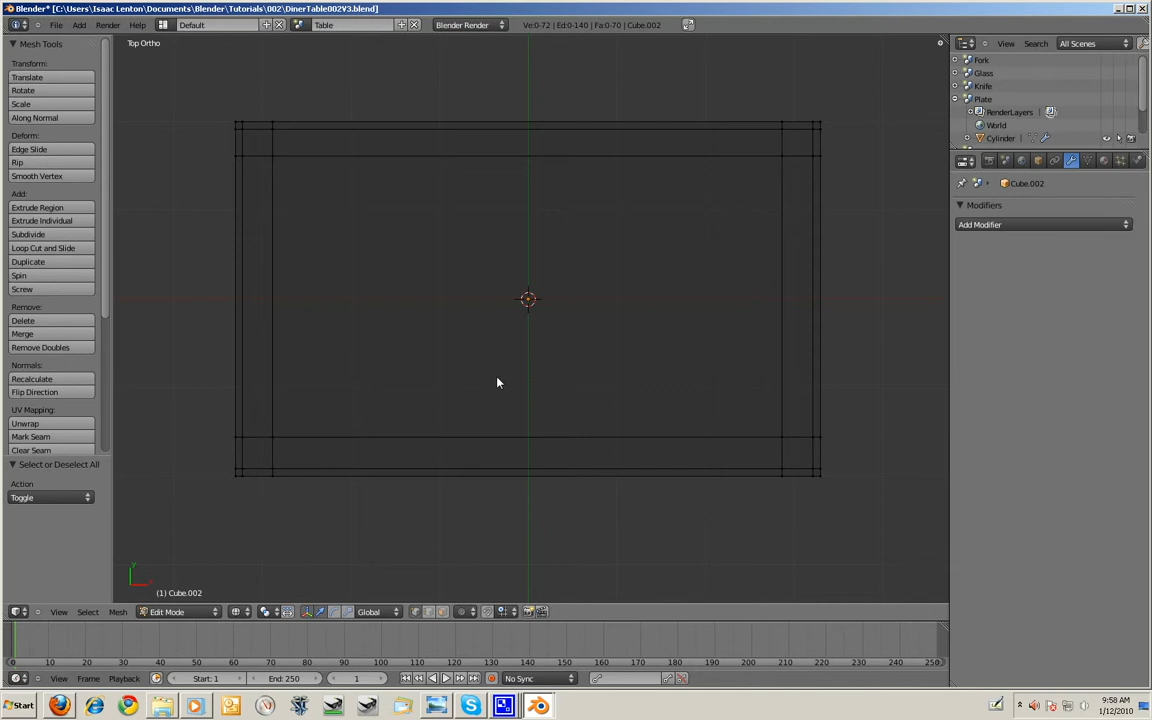 Blender* [C:\Users\Isaac Lenton\Documents\Blender\Tutorials\002\DinerTable002V3.blend]
File Add Render Help Default Table Blender Render Ve:0-72 | Ed:0-140 | Fa:0-70 | Cube.002
Mesh Tools
Transform:
Translate
Rotate
Scale
Along Normal
Deform:
Edge Slide
Rip
Smooth Vertex
Add:
Extrude Region
Extrude Individual
Subdivide
Loop Cut and Slide
Duplicate
Spin
Screw
Remove:
Delete
Merge
Remove Doubles
Normals:
Recalculate
Flip Direction
UV Mapping:
Unwrap
Mark Seam
Clear Seam
Select or Deselect All
Action
Toggle
Top Ortho
y
(1) Cube.002
View Search All Scenes
Fork
Glass
Knife
Plate
RenderLayers
World
Cylinder
Cube.002
Modifiers
Add Modifier
View Select Mesh Edit Mode Global
0 10 20 30 40 50 60 70 80 90 100 110 120 130 140 150 160 170 180 190 200 210 220 230 240 250
View Frame Playback Start: 1 End: 250 1 No Sync
Start 9:58 AM
1/12/2010